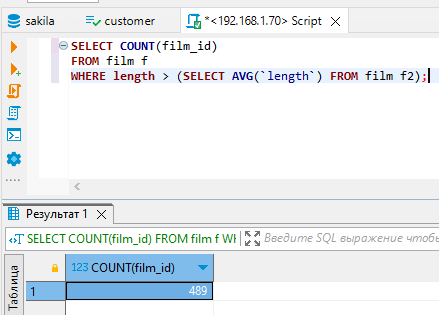 sakila customer *<192.168.1.70> Script
SELECT COUNT(film_id)
FROM film f
WHERE length > (SELECT AVG(`length`) FROM film f2);
Результат 1
SELECT COUNT(film_id) FROM film f WH
Введите SQL выражение чтобы
Таблица
123 COUNT(film_id)
1 489